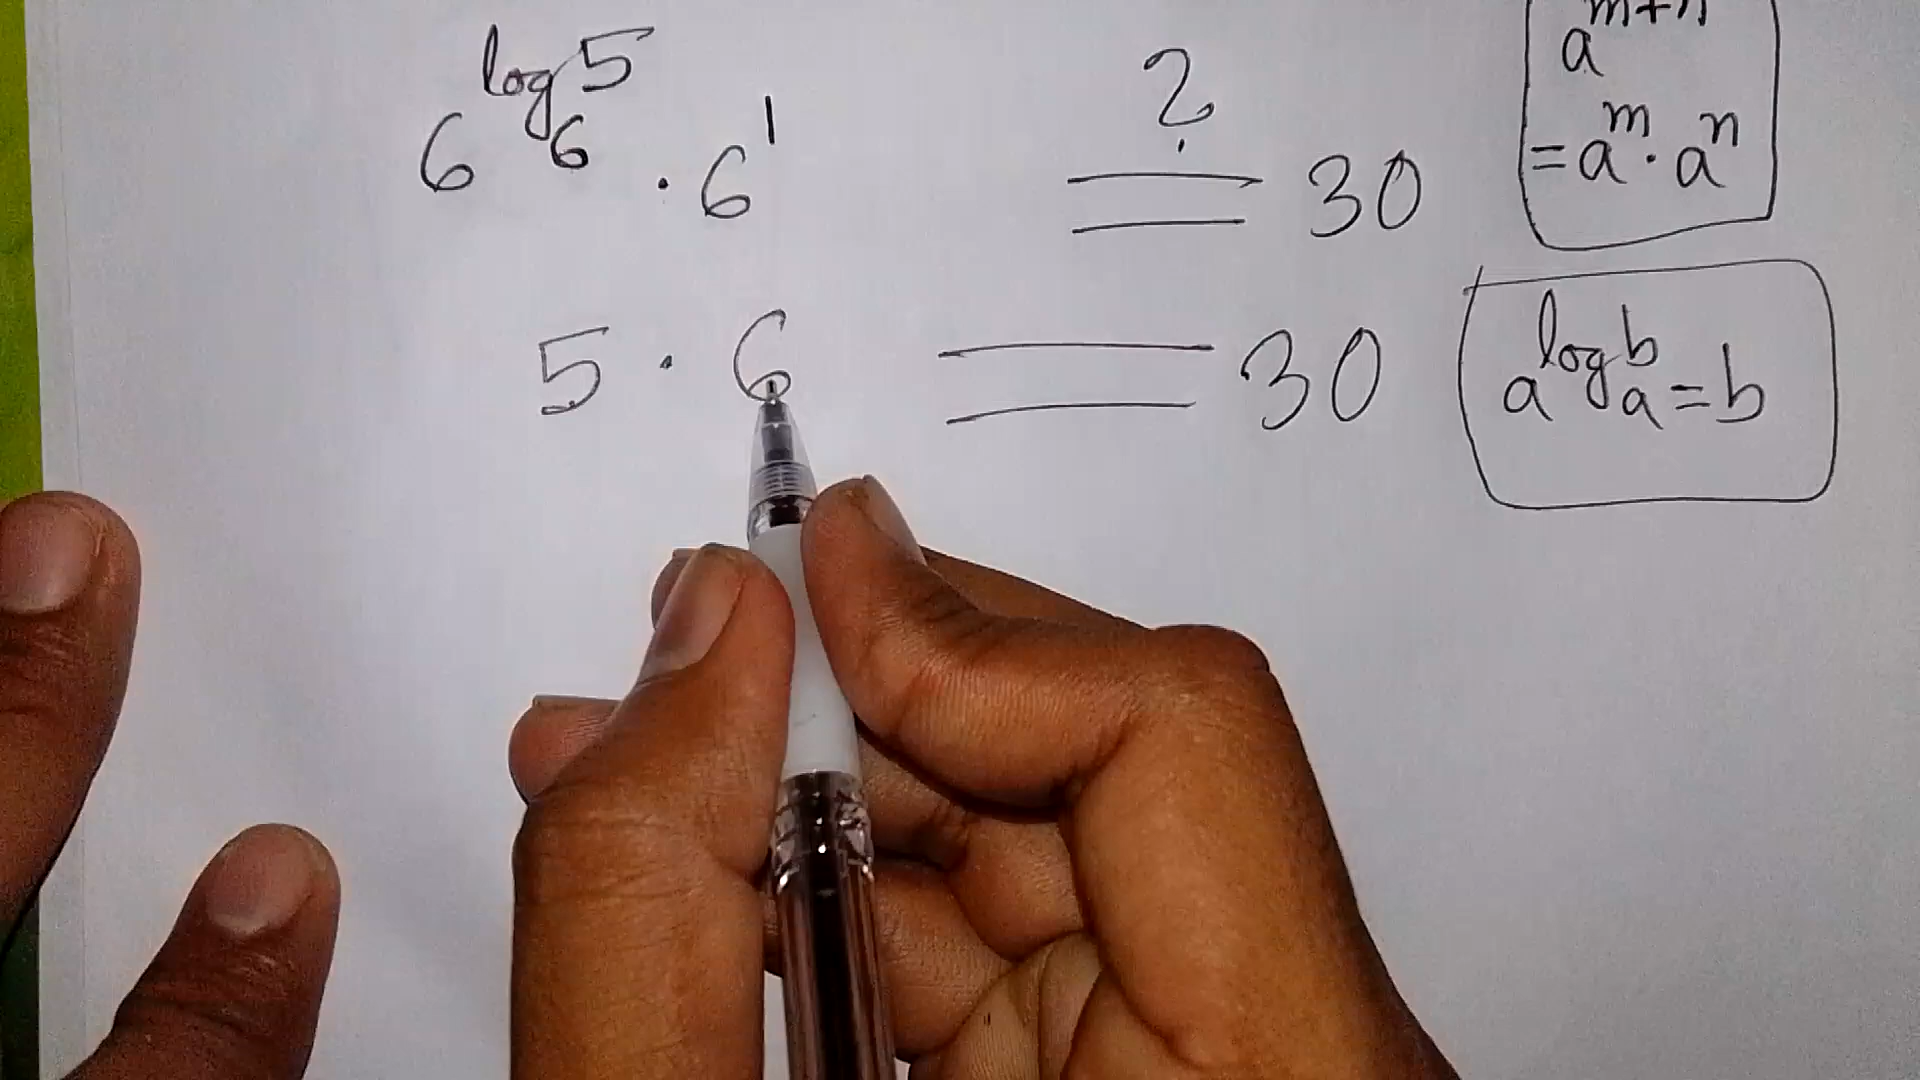 6^{log_6 5} · 6^1 =? 30
5 · 6 = 30
a^{m+n}
= a^m · a^n
a^{log_a b} = b